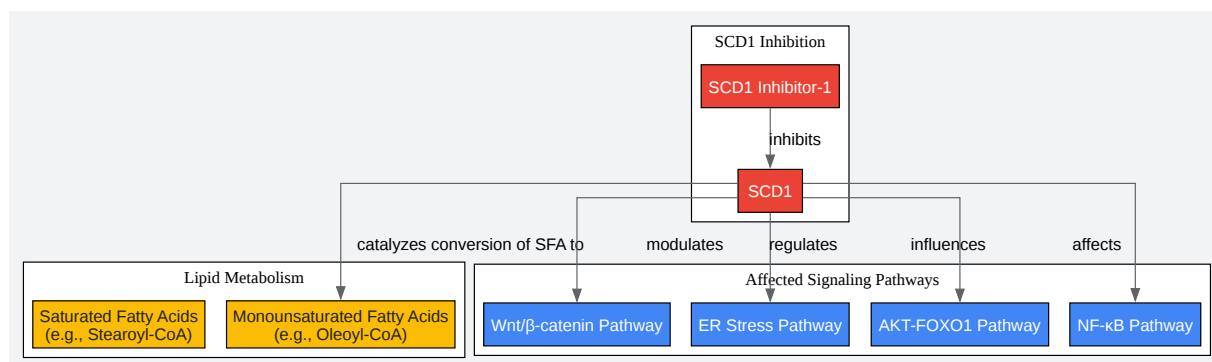 SCD1 Inhibition
SCD1 Inhibitor-1
inhibits
SCD1
catalyzes conversion of SFA to
modulates
regulates
influences
affects
Lipid Metabolism
Affected Signaling Pathways
Saturated Fatty Acids
(e.g., Stearoyl-CoA)
Monounsaturated Fatty Acids
(e.g., Oleoyl-CoA)
Wnt/β-catenin Pathway
ER Stress Pathway
AKT-FOXO1 Pathway
NF-κB Pathway